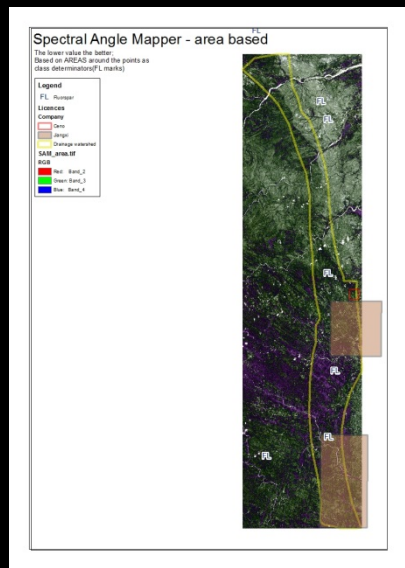 FL
Spectral Angle Mapper - area based
The lower value the better;
Based on AREAS around the points as
class determinators(FL marks)
Legend
FL Fluorspar
Licences
Company
Drainage watershed
SAM_area.tif
RGB
Red: Band_2
Green: Band_3
Blue: Band_4
FL
FL
FL
FL
FL
FL